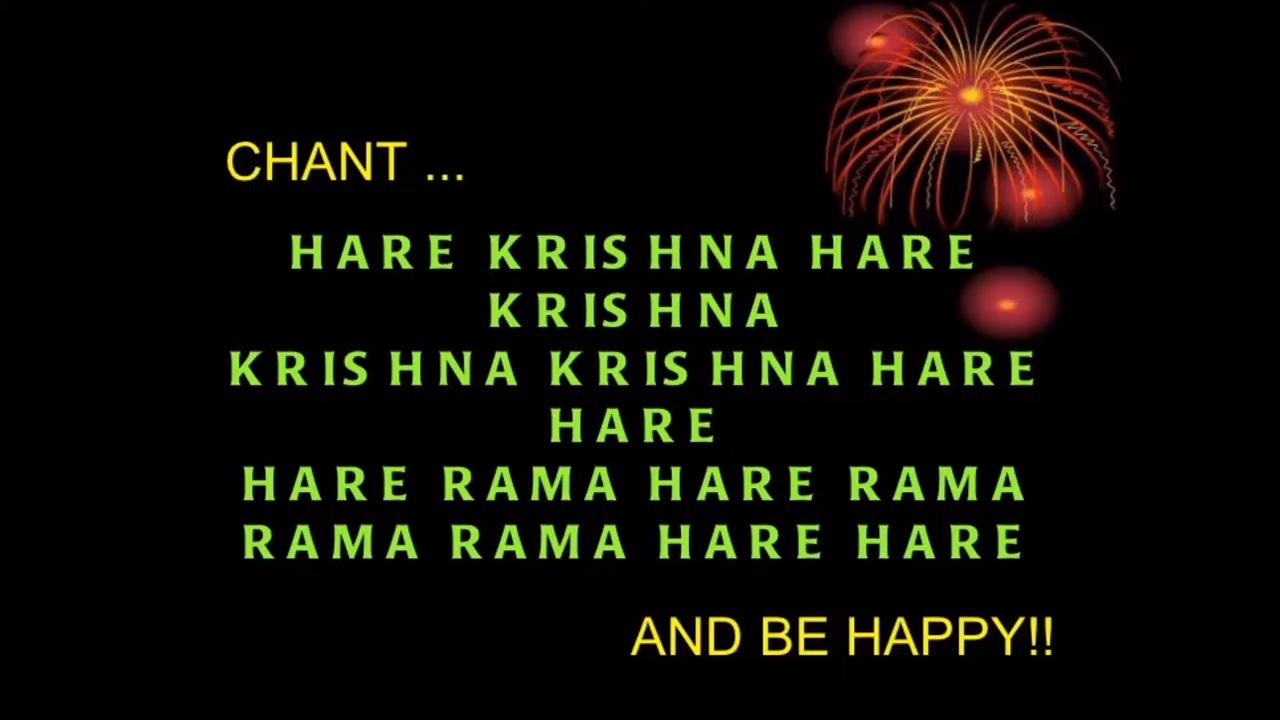 CHANT ...
HARE KRISHNA HARE
KRISHNA
KRISHNA KRISHNA HARE
HARE
HARE RAMA HARE RAMA
RAMA RAMA HARE HARE
AND BE HAPPY!!